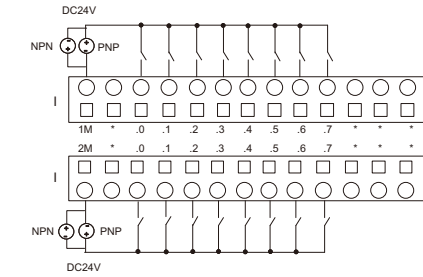 DC24V
NPN PNP
I
1M * .0 .1 .2 .3 .4 .5 .6 .7 * * *
2M * .0 .1 .2 .3 .4 .5 .6 .7 * * *
I
NPN PNP
DC24V